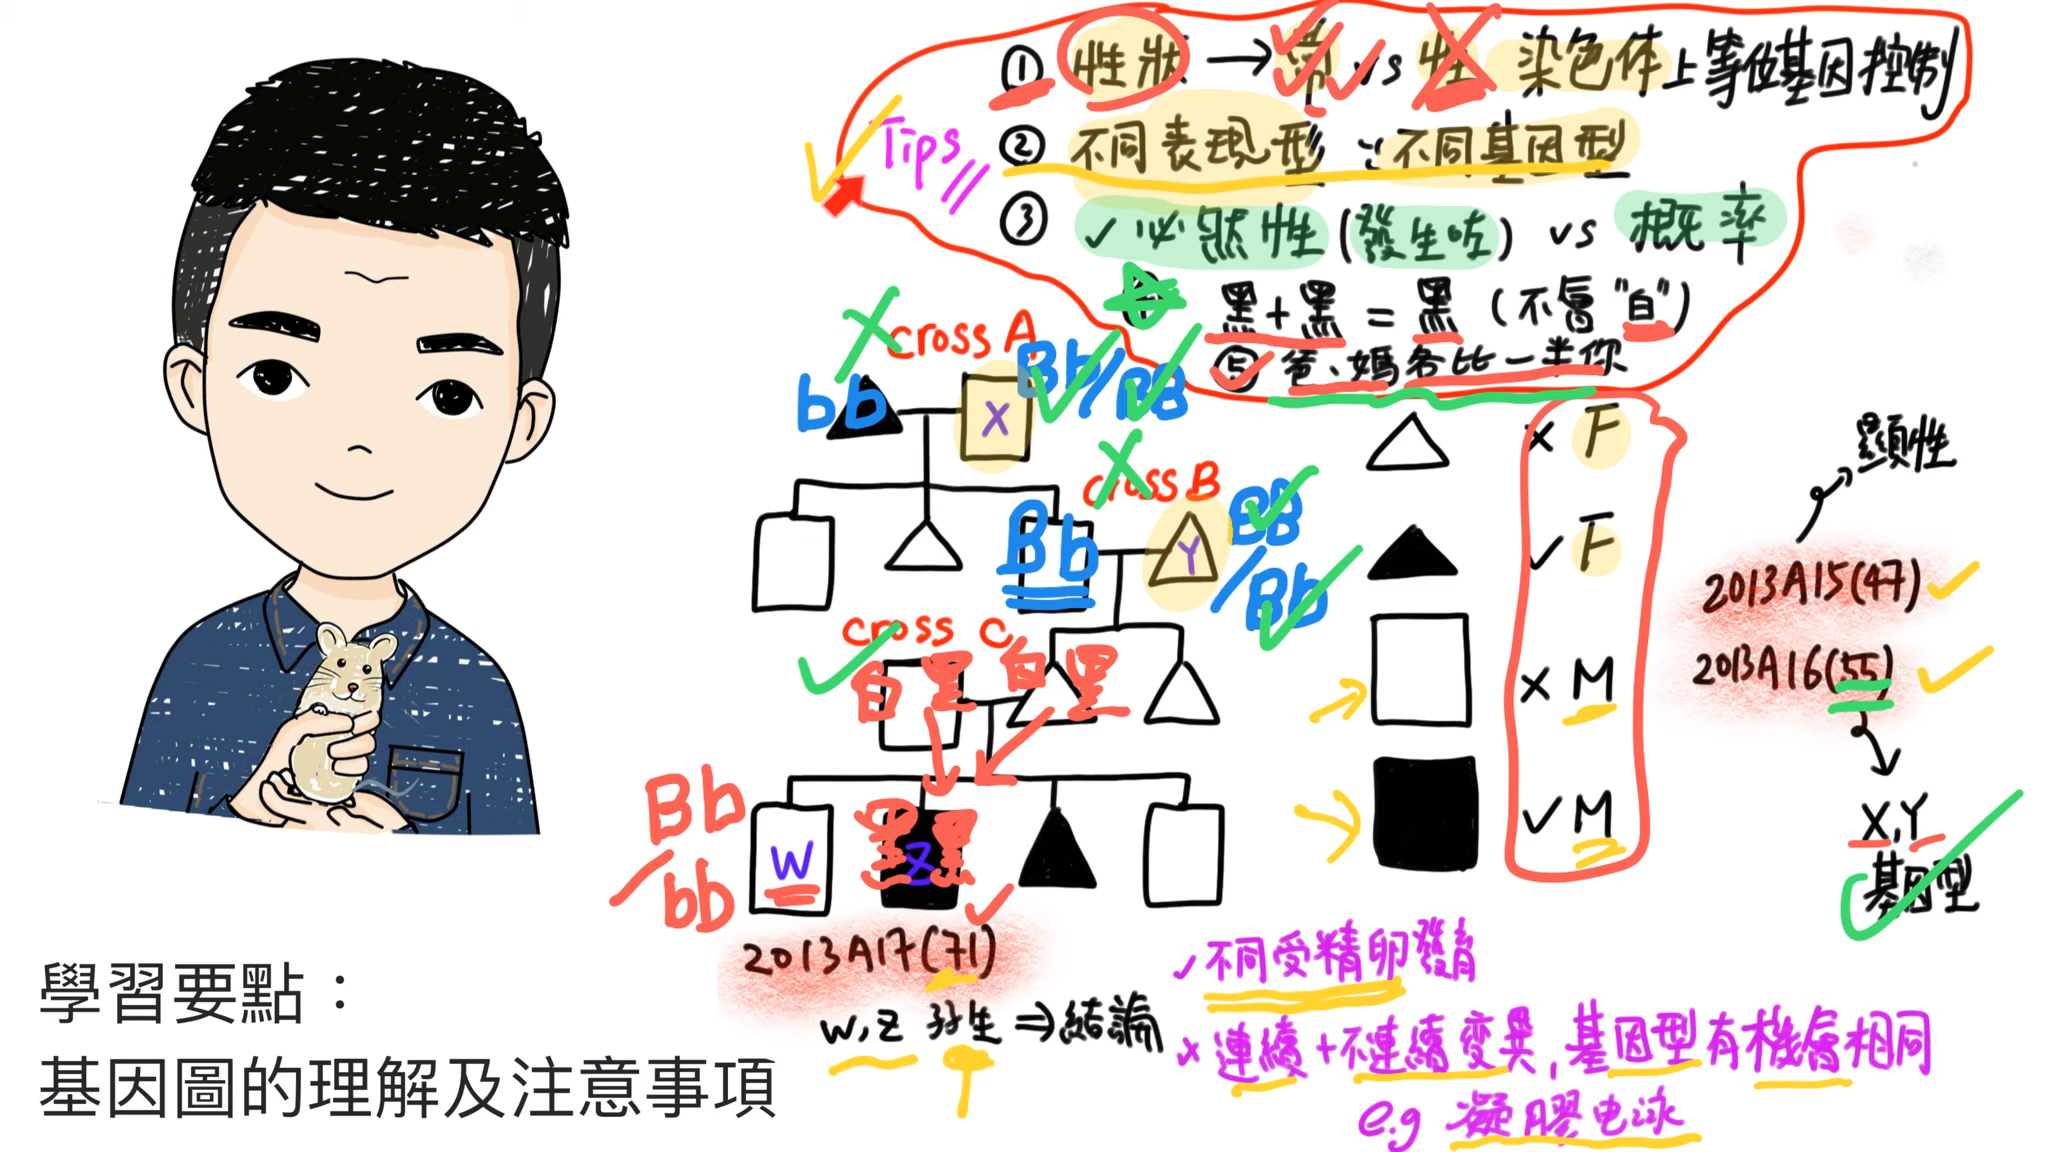 ① 性狀 → 常 vs 性 染色体上等位基因控制
Tips
② 不同表現形 ∵ 不同基因型
③ ✓必然性(發生咗) vs 概率
黑+黑 = 黑 (不會"白")
⑤ 爸、媽各比一半你
cross A
bb
X
Bb/BB
cross B
Bb
Y
BB
/Bb
cross C
白 黑 白 黑
Bb
/bb
W
黑 Z 黑
2013A17(71)
w,z 孖生 ⇒ 結論
✓不同受精卵發育
x 連續+不連續變異,基因型有機會相同
e.g 凝膠电泳
x F
✓ F
x M
✓ M
顯性
2013A15(47)
2013A16(55)
X,Y
基因型
學習要點：
基因圖的理解及注意事項